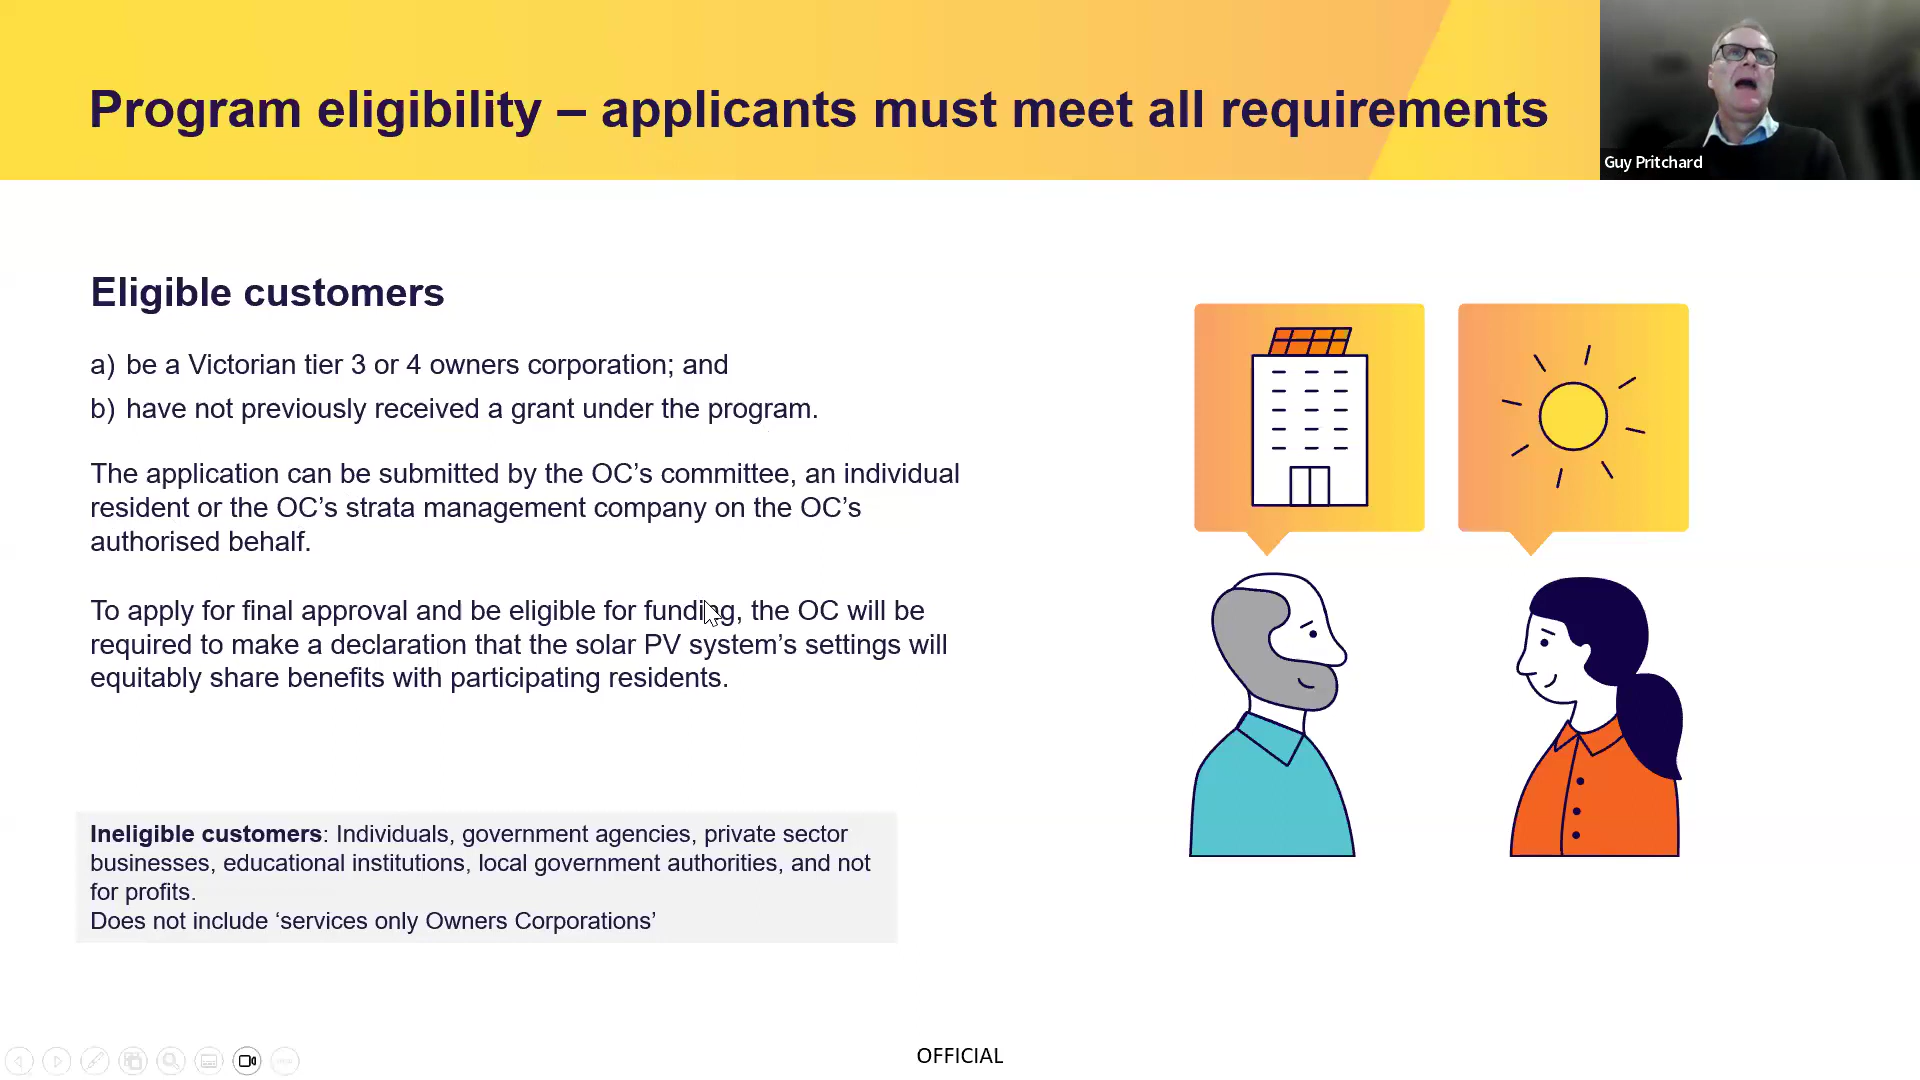 Program eligibility – applicants must meet all requirements
Guy Pritchard
Eligible customers
a) be a Victorian tier 3 or 4 owners corporation; and
b) have not previously received a grant under the program.
The application can be submitted by the OC’s committee, an individual
resident or the OC’s strata management company on the OC’s
authorised behalf.
To apply for final approval and be eligible for funding, the OC will be
required to make a declaration that the solar PV system’s settings will
equitably share benefits with participating residents.
Ineligible customers: Individuals, government agencies, private sector
businesses, educational institutions, local government authorities, and not
for profits.
Does not include ‘services only Owners Corporations’
OFFICIAL